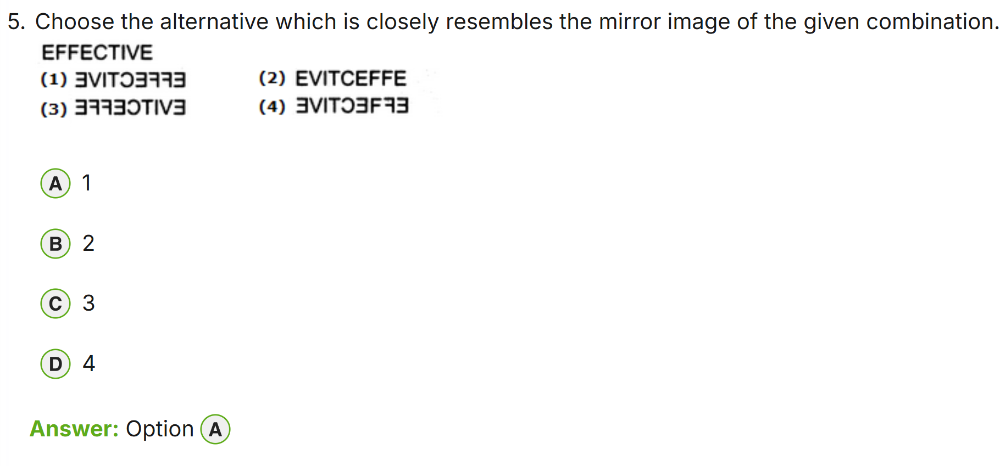 5. Choose the alternative which is closely resembles the mirror image of the given combination.
EFFECTIVE
(1) ƎVITƆƎꟻꟻƎ (2) EVITCEFFE
(3) ƎꟻꟻƎƆTIVƎ (4) ƎVITƆƎFꟻƎ
A 1
B 2
C 3
D 4
Answer: Option A